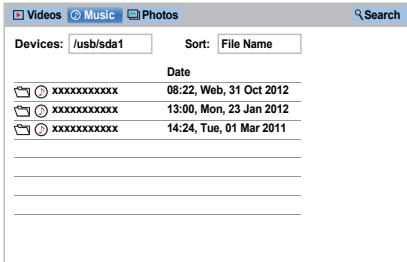 Videos Music Photos Search
Devices: /usb/sda1 Sort: File Name
Date
xxxxxxxxxxx 08:22, Web, 31 Oct 2012
xxxxxxxxxxx 13:00, Mon, 23 Jan 2012
xxxxxxxxxxx 14:24, Tue, 01 Mar 2011